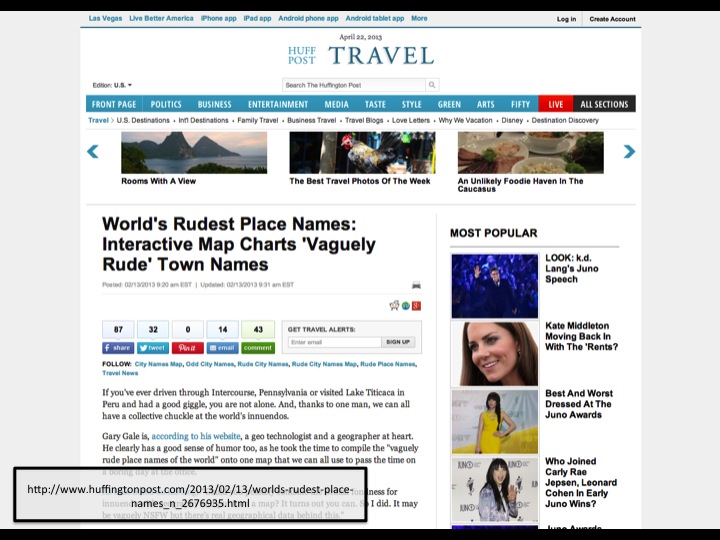 Las Vegas Live Better America iPhone app iPad app Android phone app Android tablet app More Log in Create Account
April 22, 2013
HUFF POST TRAVEL
Edition: U.S. Search The Huffington Post
FRONT PAGE POLITICS BUSINESS ENTERTAINMENT MEDIA TASTE STYLE GREEN ARTS FIFTY LIVE ALL SECTIONS
Travel > U.S. Destinations • Int'l Destinations • Family Travel • Business Travel • Travel Blogs • Love Letters • Why We Vacation • Disney • Destination Discovery
Rooms With A View
The Best Travel Photos Of The Week
An Unlikely Foodie Haven In The
Caucasus
World's Rudest Place Names:
Interactive Map Charts 'Vaguely
Rude' Town Names
Posted: 02/13/2013 9:20 am EST | Updated: 02/13/2013 9:31 am EST
87 32 0 14 43
share tweet Pin it email comment
GET TRAVEL ALERTS:
Enter email SIGN UP
FOLLOW: City Names Map, Odd City Names, Rude City Names, Rude City Names Map, Rude Place Names,
Travel News
If you've ever driven through Intercourse, Pennsylvania or visited Lake Titicaca in
Peru and had a good giggle, you are not alone. And, thanks to one man, we can all
have a collective chuckle at the world's innuendos.
Gary Gale is, according to his website, a geo technologist and a geographer at heart.
He clearly has a good sense of humor too, as he took the time to compile the "vaguely
rude place names of the world" onto one map that we can all use to pass the time on
a boring day at the office.
for
a map? It turns out you can. So I did. It may
be vaguely NSFW but there's real geographical data behind this."
http://www.huffingtonpost.com/2013/02/13/worlds-rudest-place-
names_n_2676935.html
MOST POPULAR
LOOK: k.d.
Lang's Juno
Speech
Kate Middleton
Moving Back In
With The 'Rents?
Best And Worst
Dressed At The
Juno Awards
Who Joined
Carly Rae
Jepsen, Leonard
Cohen In Early
Juno Wins?
Juno Awards